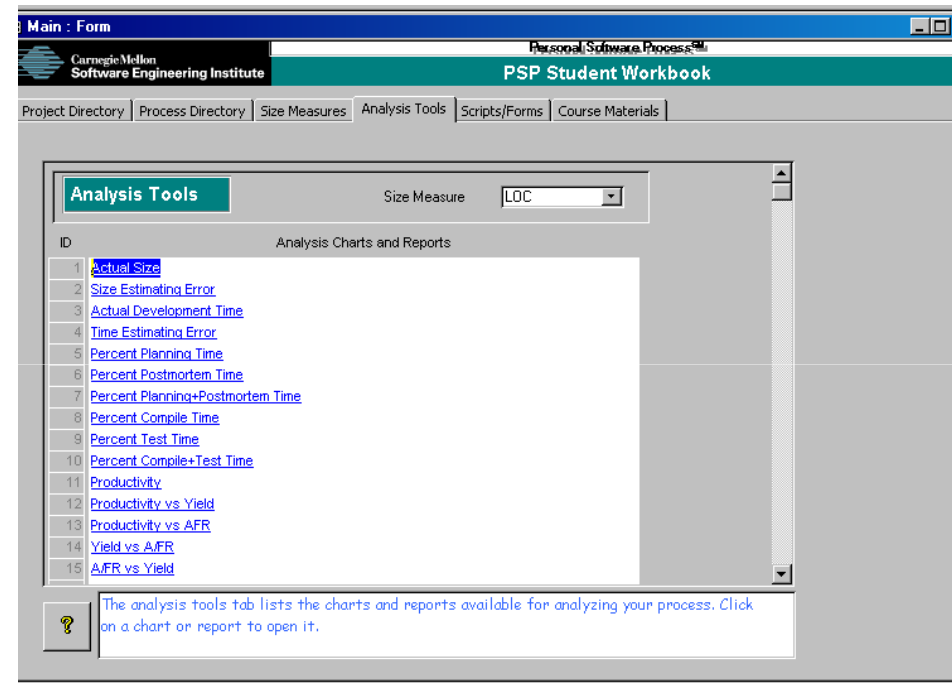 Main : Form
Personal Software Process SM
Carnegie Mellon
Software Engineering Institute
PSP Student Workbook
Project Directory Process Directory Size Measures Analysis Tools Scripts/Forms Course Materials
Analysis Tools Size Measure LOC
ID Analysis Charts and Reports
1 Actual Size
2 Size Estimating Error
3 Actual Development Time
4 Time Estimating Error
5 Percent Planning Time
6 Percent Postmortem Time
7 Percent Planning+Postmortem Time
8 Percent Compile Time
9 Percent Test Time
10 Percent Compile+Test Time
11 Productivity
12 Productivity vs Yield
13 Productivity vs AFR
14 Yield vs A/FR
15 A/FR vs Yield
? The analysis tools tab lists the charts and reports available for analyzing your process. Click
on a chart or report to open it.